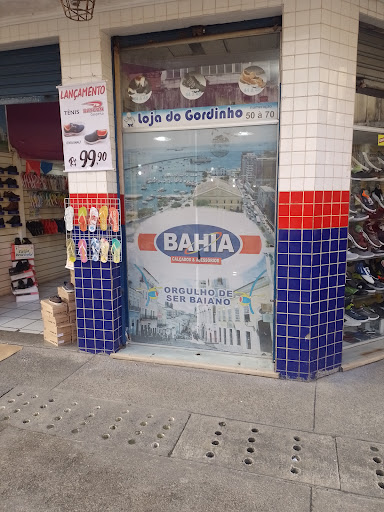 LANÇAMENTO
TÊNIS
R$ 99,90
Loja do Gordinho 50 à 70
BAHIA
CALÇADOS & ACESSÓRIOS
ORGULHO DE
SER BAIANO